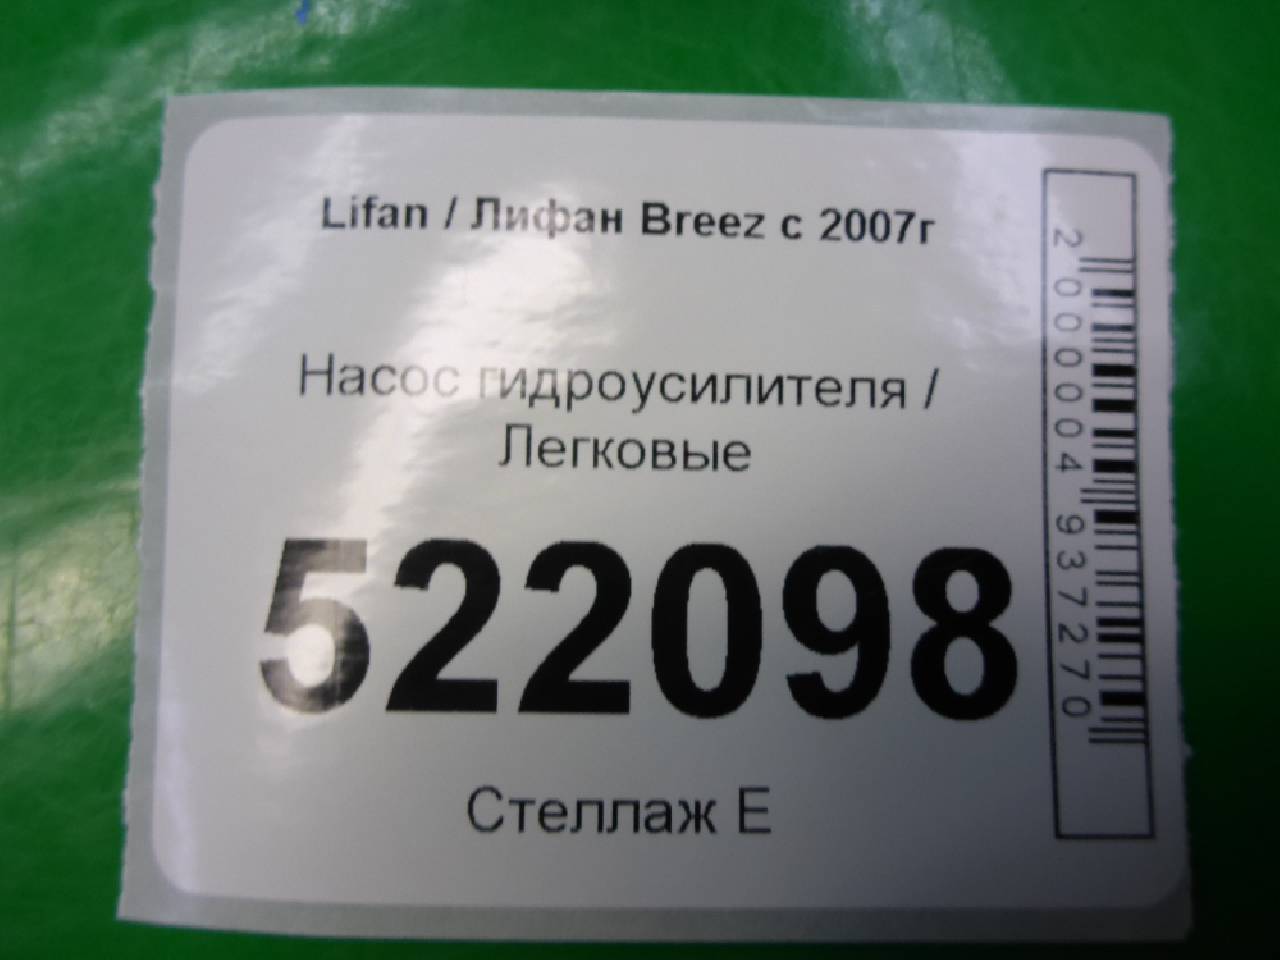 Lifan / Лифан Breez с 2007г
Насос гидроусилителя /
Легковые
522098
Стеллаж Е
2000004937270